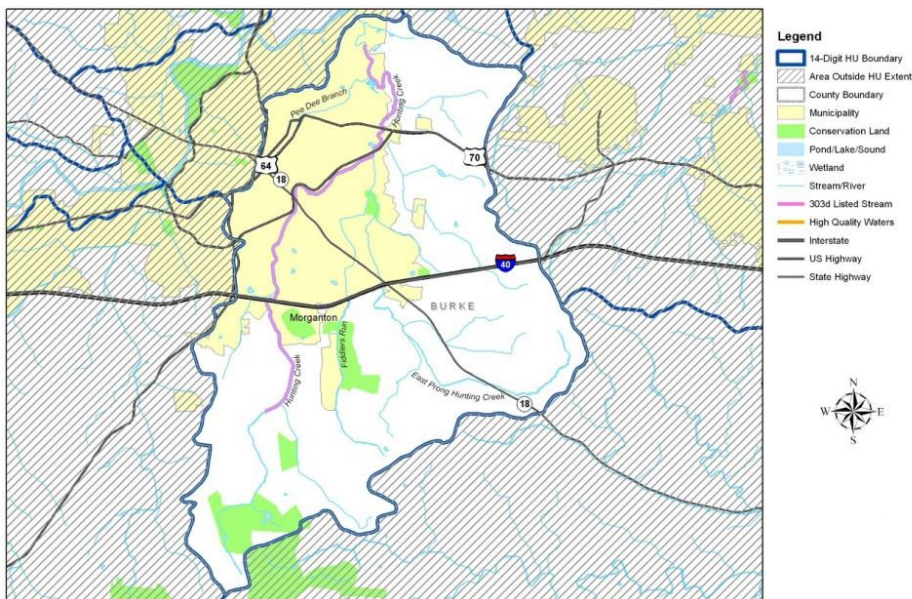 Pee Dee Branch
Hunting Creek
64
18
70
40
BURKE
Morganton
Fiddlers Run
Hunting Creek
East Prong Hunting Creek
18
Legend
14-Digit HU Boundary
Area Outside HU Extent
County Boundary
Municipality
Conservation Land
Pond/Lake/Sound
Wetland
Stream/River
303d Listed Stream
High Quality Waters
Interstate
US Highway
State Highway
N
W
E
S